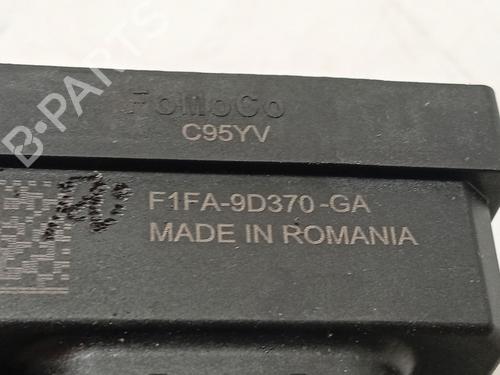 B-PARTS
FoMoCo
C95YV
F1FA-9D370-GA
MADE IN ROMANIA